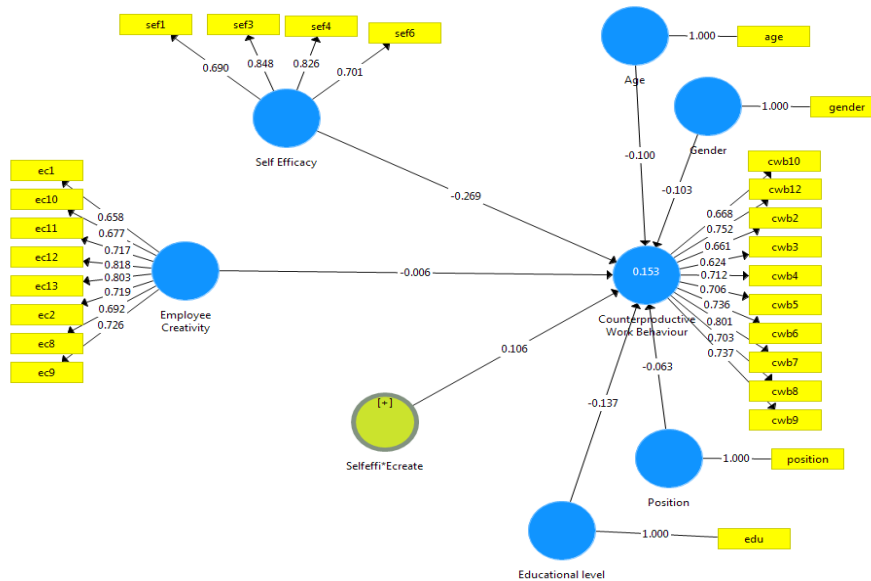 sef1
sef3
sef4
sef6
0.690
0.848
0.826
0.701
Self Efficacy
1.000
age
Age
1.000
gender
Gender
-0.100
-0.103
-0.269
ec1
ec10
ec11
ec12
ec13
ec2
ec8
ec9
0.658
0.677
0.717
0.818
0.803
0.719
0.692
0.726
Employee
Creativity
-0.006
0.153
Counterproductive
Work Behaviour
0.668
0.752
0.661
0.624
0.712
0.706
0.736
0.801
0.703
0.737
cwb10
cwb12
cwb2
cwb3
cwb4
cwb5
cwb6
cwb7
cwb8
cwb9
0.106
[+]
Selfeffi*Ecreate
-0.063
-0.137
1.000
position
Position
1.000
edu
Educational level